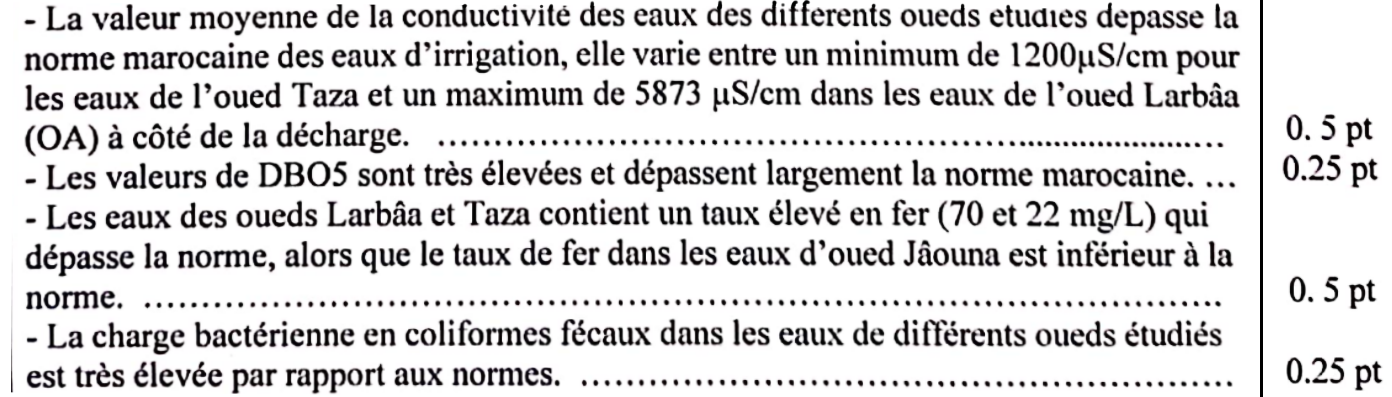 - La valeur moyenne de la conductivité des eaux des différents oueds étudiés dépasse la
norme marocaine des eaux d'irrigation, elle varie entre un minimum de 1200µS/cm pour
les eaux de l'oued Taza et un maximum de 5873 µS/cm dans les eaux de l'oued Larbâa
(OA) à côté de la décharge. .......................................................................... 0. 5 pt
- Les valeurs de DBO5 sont très élevées et dépassent largement la norme marocaine. ... 0.25 pt
- Les eaux des oueds Larbâa et Taza contient un taux élevé en fer (70 et 22 mg/L) qui
dépasse la norme, alors que le taux de fer dans les eaux d'oued Jâouna est inférieur à la
norme. .......................................................................................................... 0. 5 pt
- La charge bactérienne en coliformes fécaux dans les eaux de différents oueds étudiés
est très élevée par rapport aux normes. ................................................................ 0.25 pt